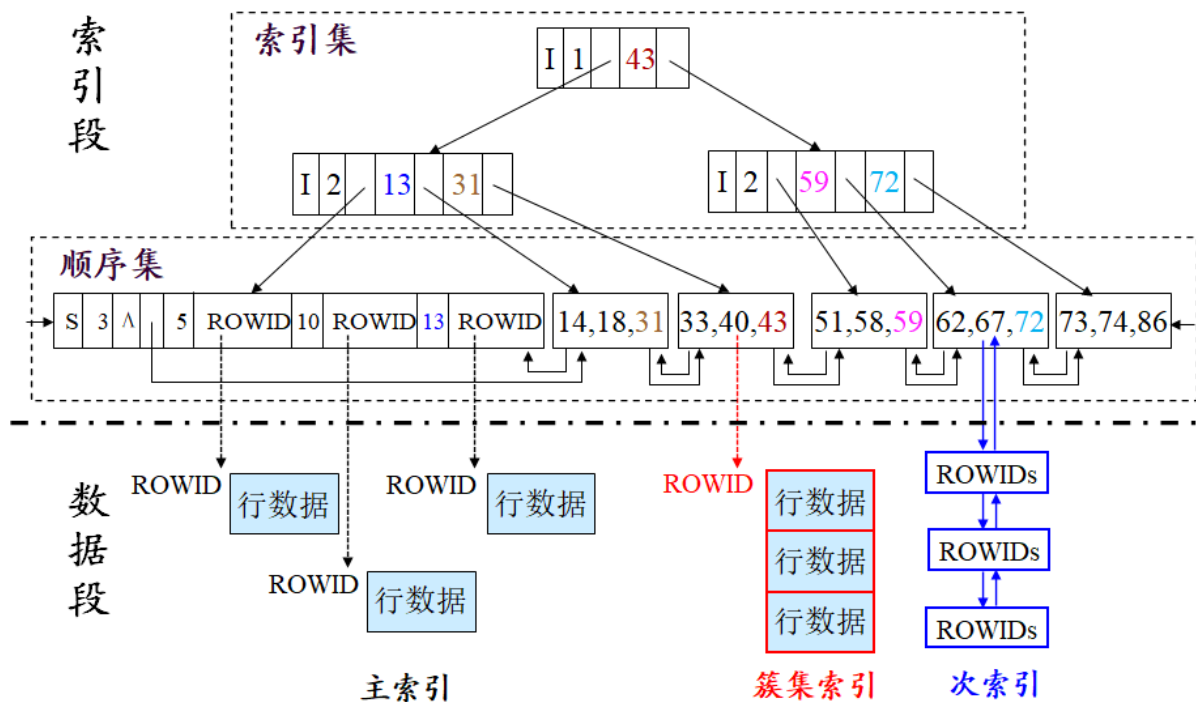 索引段
索引集
I 1 43
I 2 13 31
I 2 59 72
顺序集
S 3 Λ 5 ROWID 10 ROWID 13 ROWID
14,18,31
33,40,43
51,58,59
62,67,72
73,74,86
数据段
ROWID
行数据
ROWID
行数据
ROWID
行数据
ROWID
行数据
行数据
行数据
ROWIDs
ROWIDs
ROWIDs
主索引
簇集索引
次索引